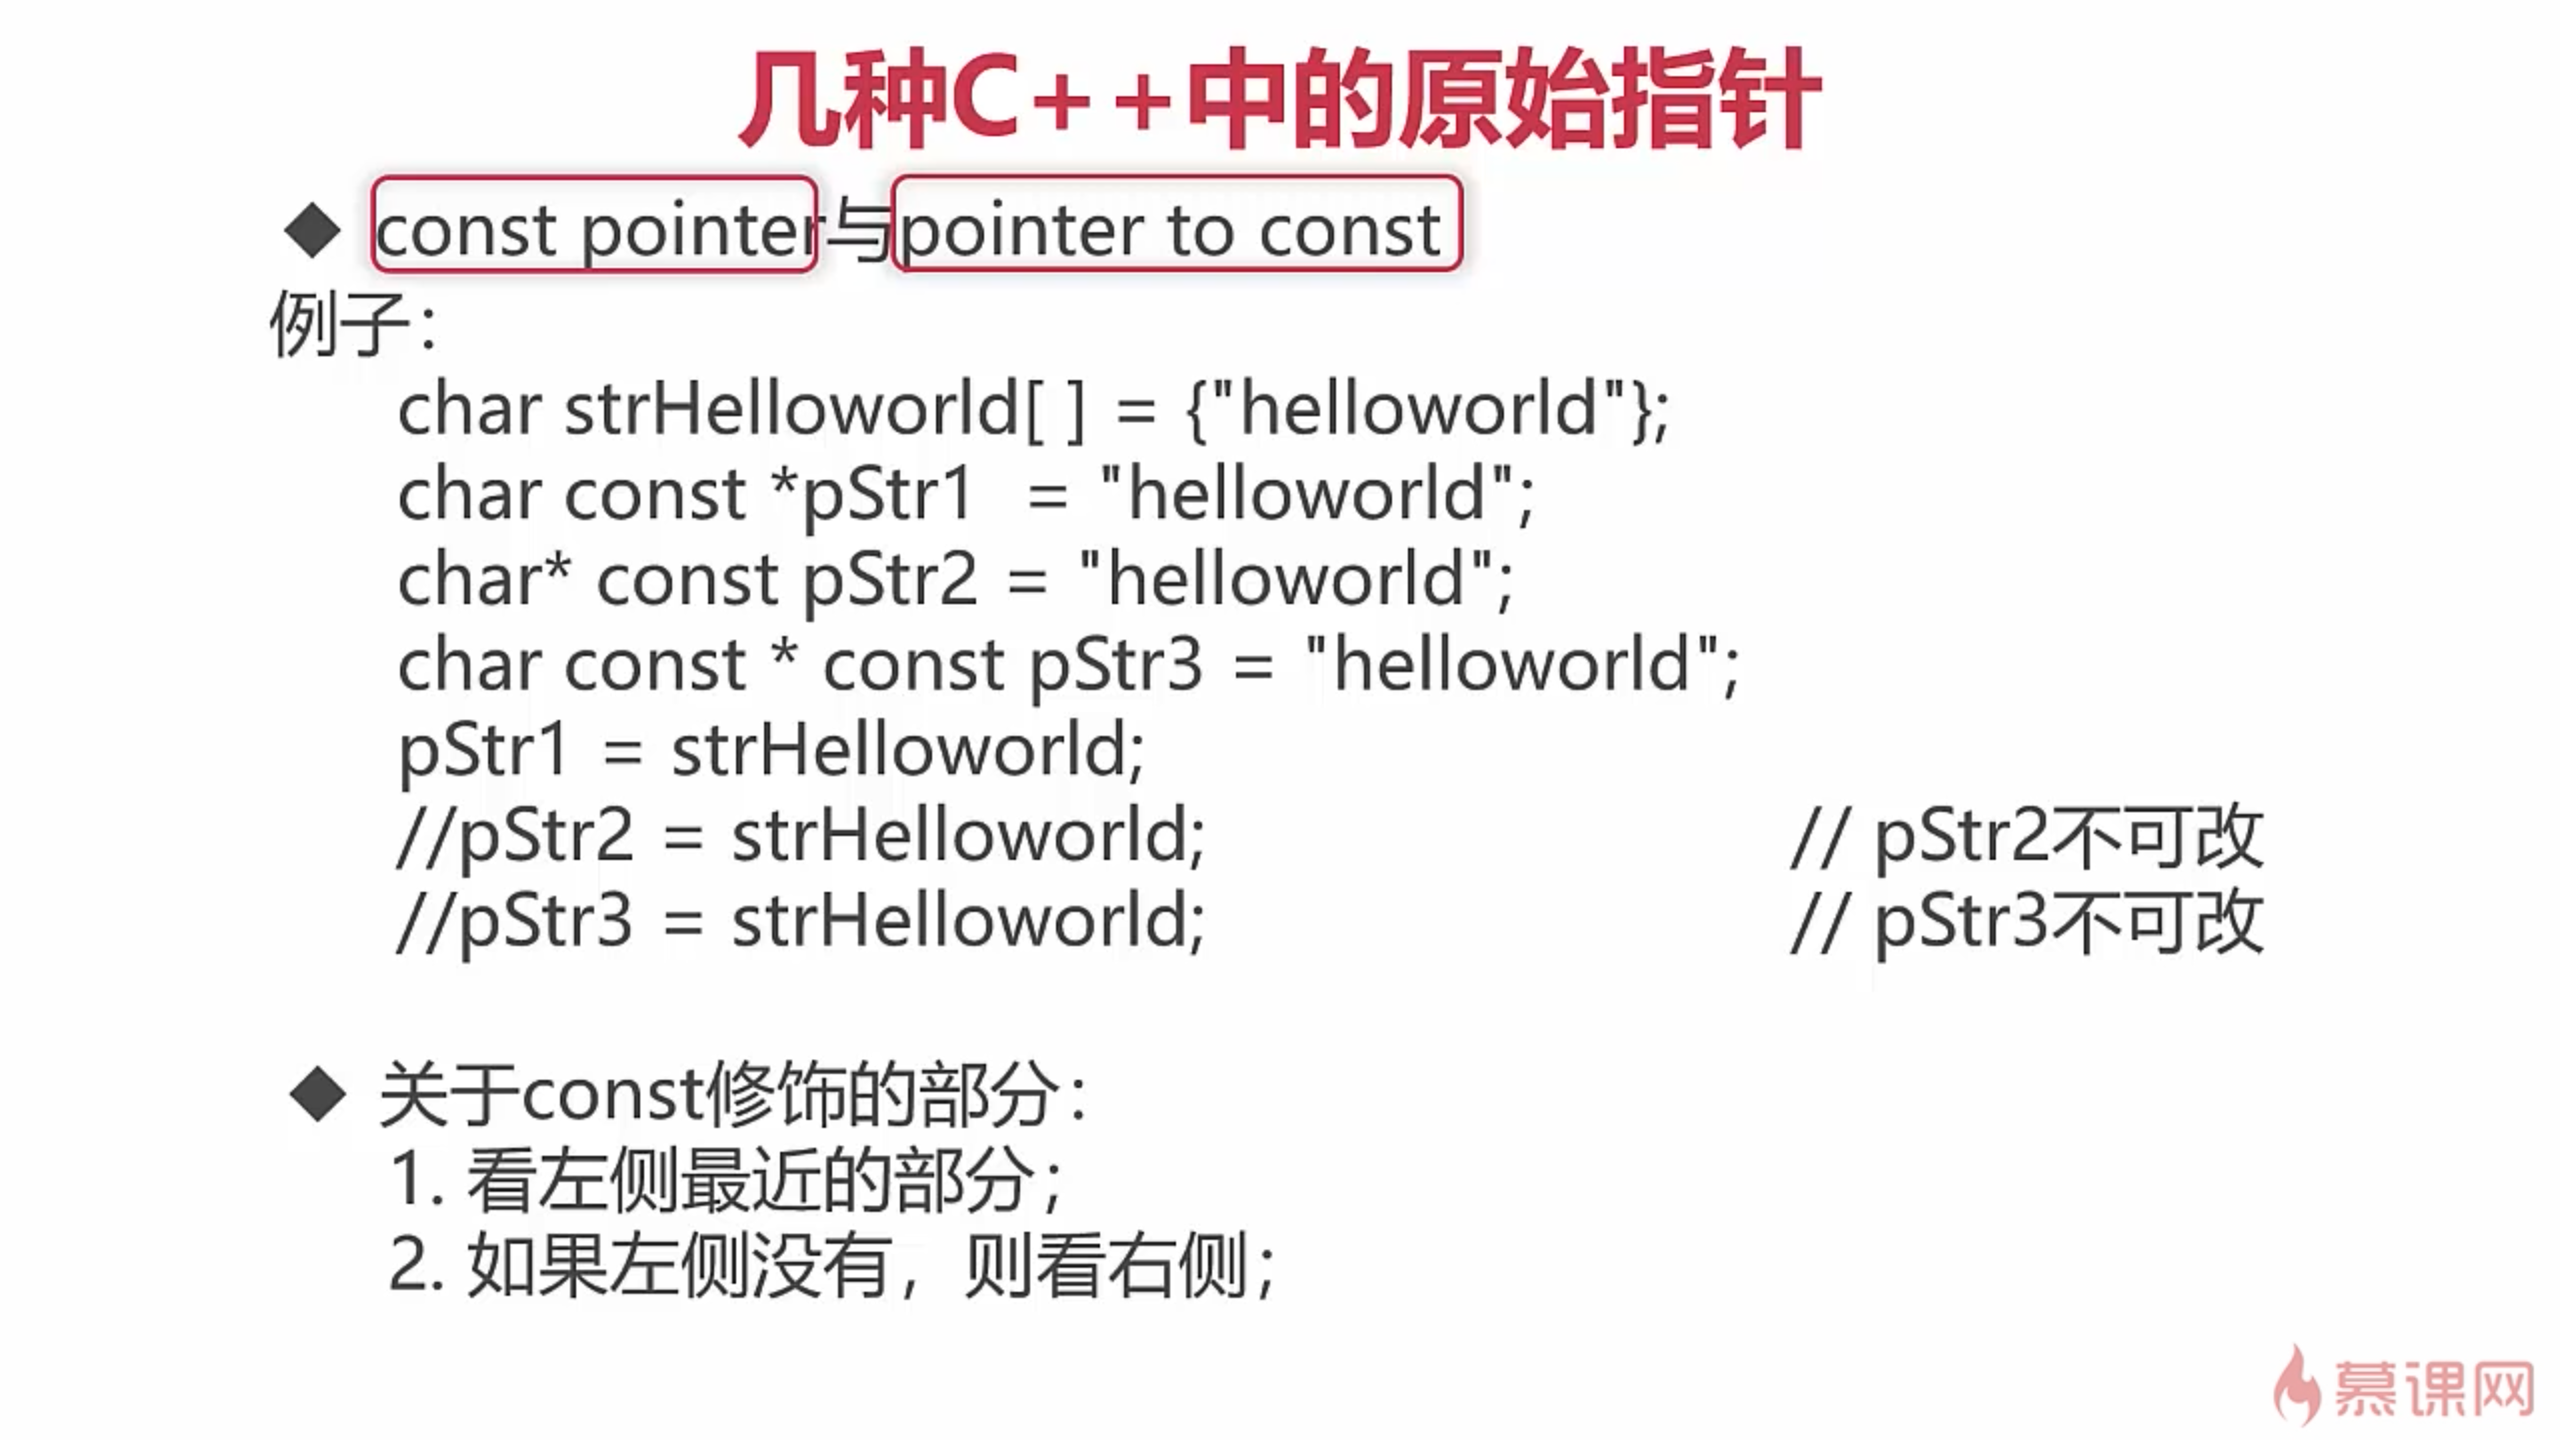 几种C++中的原始指针
◆ const pointer与pointer to const
例子：
char strHelloworld[ ] = {"helloworld"};
char const *pStr1  = "helloworld";
char* const pStr2 = "helloworld";
char const * const pStr3 = "helloworld";
pStr1 = strHelloworld;
//pStr2 = strHelloworld; // pStr2不可改
//pStr3 = strHelloworld; // pStr3不可改
◆ 关于const修饰的部分：
1. 看左侧最近的部分；
2. 如果左侧没有，则看右侧；
慕课网